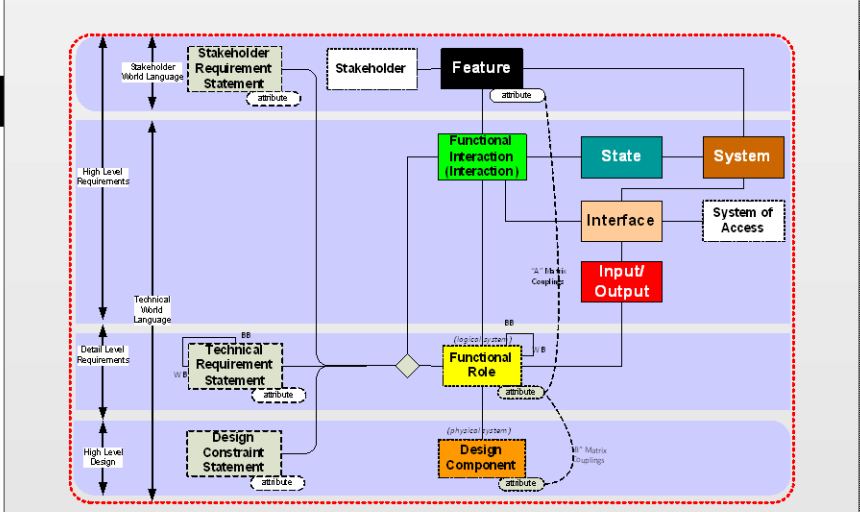 Stakeholder
World Language
Stakeholder
Requirement
Statement
attribute
Stakeholder
Feature
attribute
High Level
Requirements
Functional
Interaction
(Interaction)
State
System
Interface
System of
Access
Input/
Output
"A" Matrix
Couplings
Technical
World
Language
Detail Level
Requirements
BB
WB
Technical
Requirement
Statement
attribute
(logical system)
BB
WB
Functional
Role
attribute
High Level
Design
Design
Constraint
Statement
attribute
(physical system)
Design
Component
attribute
"B" Matrix
Couplings